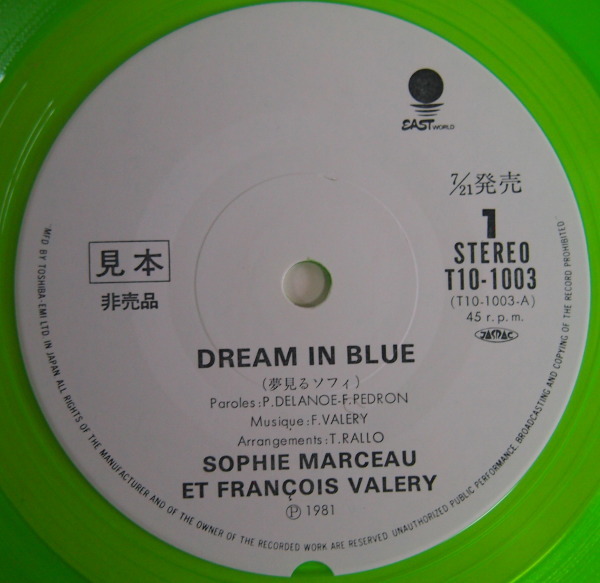 EAST WORLD
7/21発売
1
STEREO
T10-1003
(T10-1003-A)
45 r.p.m.
JASRAC
見本
非売品
DREAM IN BLUE
(夢見るソフィ)
Paroles:P.DELANOE-F.PEDRON
Musique:F.VALERY
Arrangements:T.RALLO
SOPHIE MARCEAU
ET FRANÇOIS VALERY
Ⓟ 1981
"MFD BY TOSHIBA-EMI LTD. IN JAPAN ALL RIGHTS OF THE MANUFACTURER AND OF THE OWNER OF THE RECORDED WORK ARE RESERVED. UNAUTHORIZED PUBLIC PERFORMANCE, BROADCASTING AND COPYING OF THE RECORD PROHIBITED"